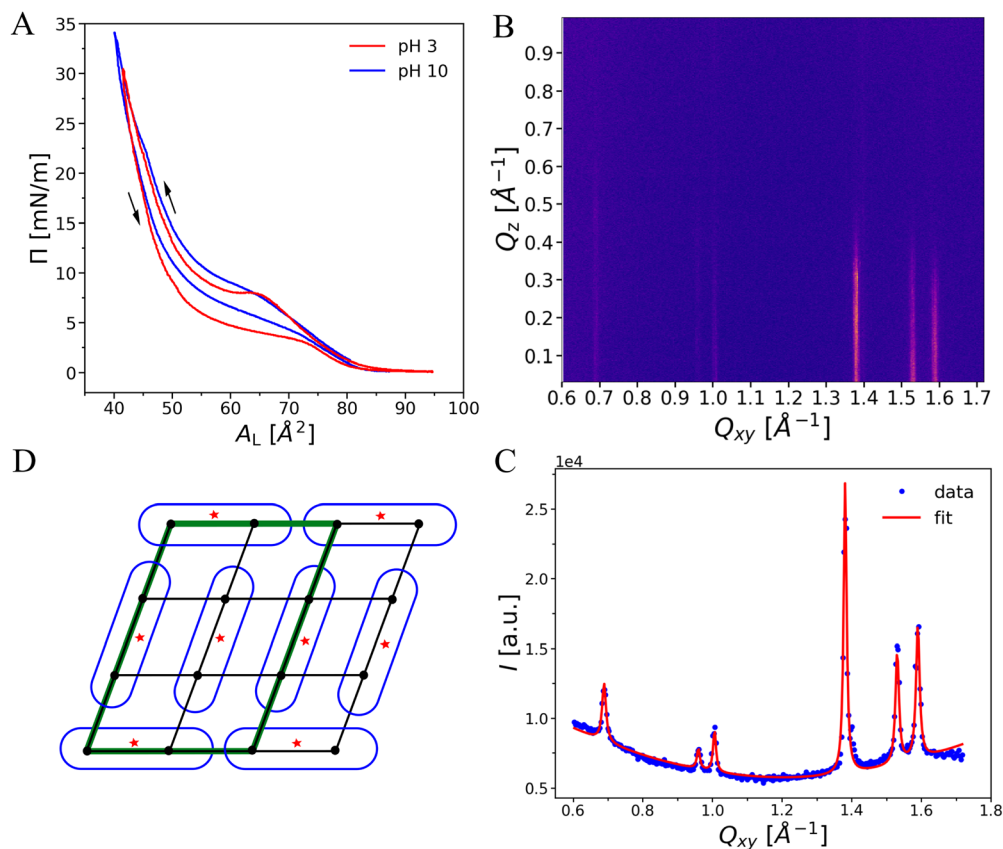 A
35
30
25
20
15
10
5
0
Π [mN/m]
pH 3
pH 10
40 50 60 70 80 90 100
A_L [Å²]
B
0.9
0.8
0.7
0.6
0.5
0.4
0.3
0.2
0.1
Q_z [Å⁻¹]
0.6 0.7 0.8 0.9 1.0 1.1 1.2 1.3 1.4 1.5 1.6 1.7
Q_xy [Å⁻¹]
D
C
1e4
2.5
2.0
1.5
1.0
0.5
I [a.u.]
data
fit
0.6 0.8 1.0 1.2 1.4 1.6 1.8
Q_xy [Å⁻¹]